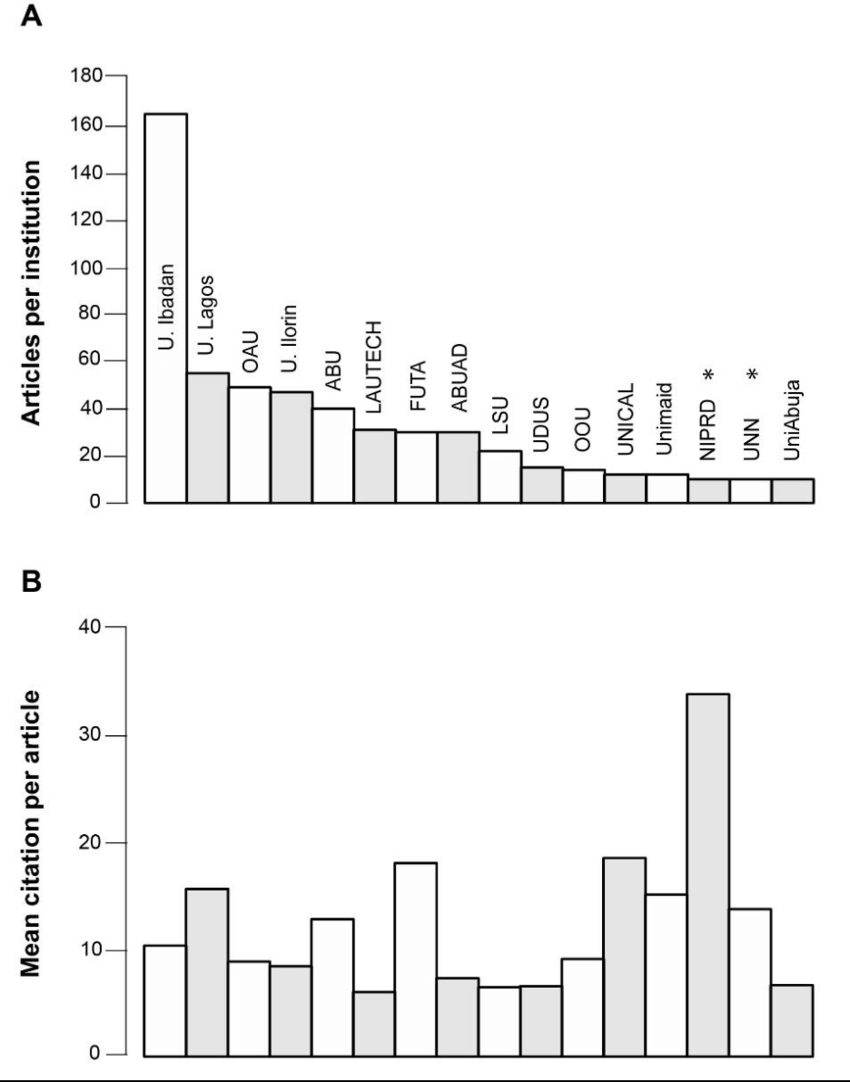 A
Articles per institution
180
160
140
120
100
80
60
40
20
0
U. Ibadan
U. Lagos
OAU
U. Ilorin
ABU
LAUTECH
FUTA
ABUAD
LSU
UDUS
OOU
UNICAL
Unimaid
NIPRD *
UNN *
UniAbuja
B
Mean citation per article
40
30
20
10
0